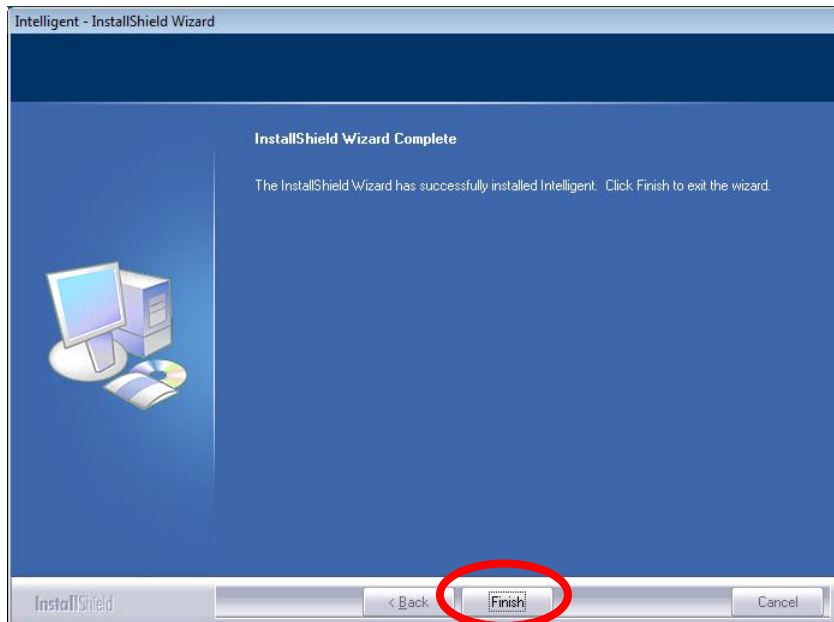 Intelligent - InstallShield Wizard
InstallShield Wizard Complete
The InstallShield Wizard has successfully installed Intelligent. Click Finish to exit the wizard.
InstallShield
< Back Finish Cancel